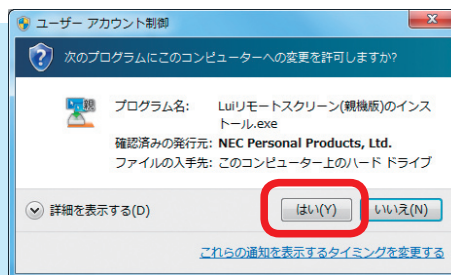 ユーザー アカウント制御
次のプログラムにこのコンピューターへの変更を許可しますか?
親
プログラム名: Luiリモートスクリーン(親機版)のインス
トール.exe
確認済みの発行元: NEC Personal Products, Ltd.
ファイルの入手先: このコンピューター上のハード ドライブ
詳細を表示する(D)
はい(Y)
いいえ(N)
これらの通知を表示するタイミングを変更する